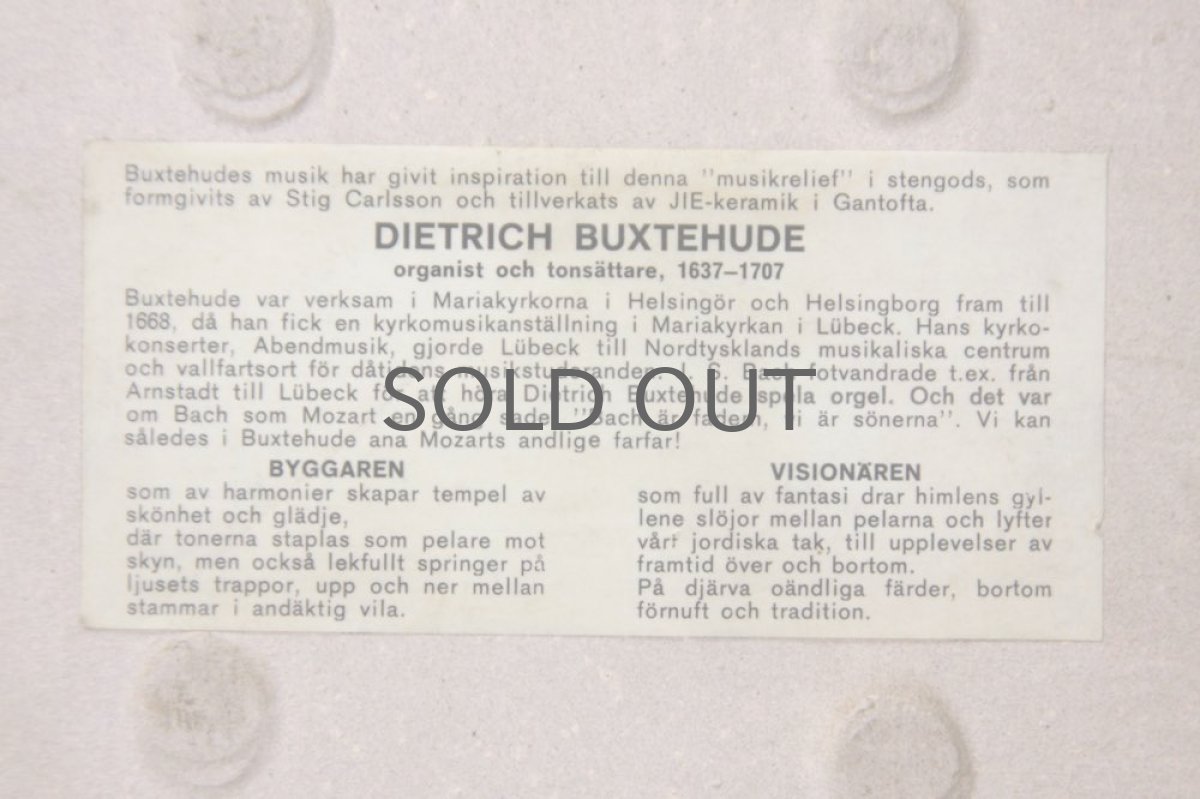 Buxtehudes musik har givit inspiration till denna "musikrelief" i stengods, som
formgivits av Stig Carlsson och tillverkats av JIE-keramik i Gantofta.
DIETRICH BUXTEHUDE
organist och tonsättare, 1637–1707
Buxtehude var verksam i Mariakyrkorna i Helsingör och Helsingborg fram till
1668, då han fick en kyrkomusikanställning i Mariakyrkan i Lübeck. Hans kyrko-
konserter, Abendmusik, gjorde Lübeck till Nordtysklands musikaliska centrum
och vallfartsort för dåtidens musikstuderanden. J. S. Bach fotvandrade t.ex. från
Arnstadt till Lübeck för att höra Dietrich Buxtehude spela orgel. Och det var
om Bach som Mozart en gång sade: "Bach är fadern, vi är sönerna". Vi kan
således i Buxtehude ana Mozarts andlige farfar!
SOLD OUT
BYGGAREN
som av harmonier skapar tempel av
skönhet och glädje,
där tonerna staplas som pelare mot
skyn, men också lekfullt springer på
ljusets trappor, upp och ner mellan
stammar i andäktig vila.
VISIONÄREN
som full av fantasi drar himlens gyl-
lene slöjor mellan pelarna och lyfter
vårt jordiska tak, till upplevelser av
framtid över och bortom.
På djärva oändliga färder, bortom
förnuft och tradition.